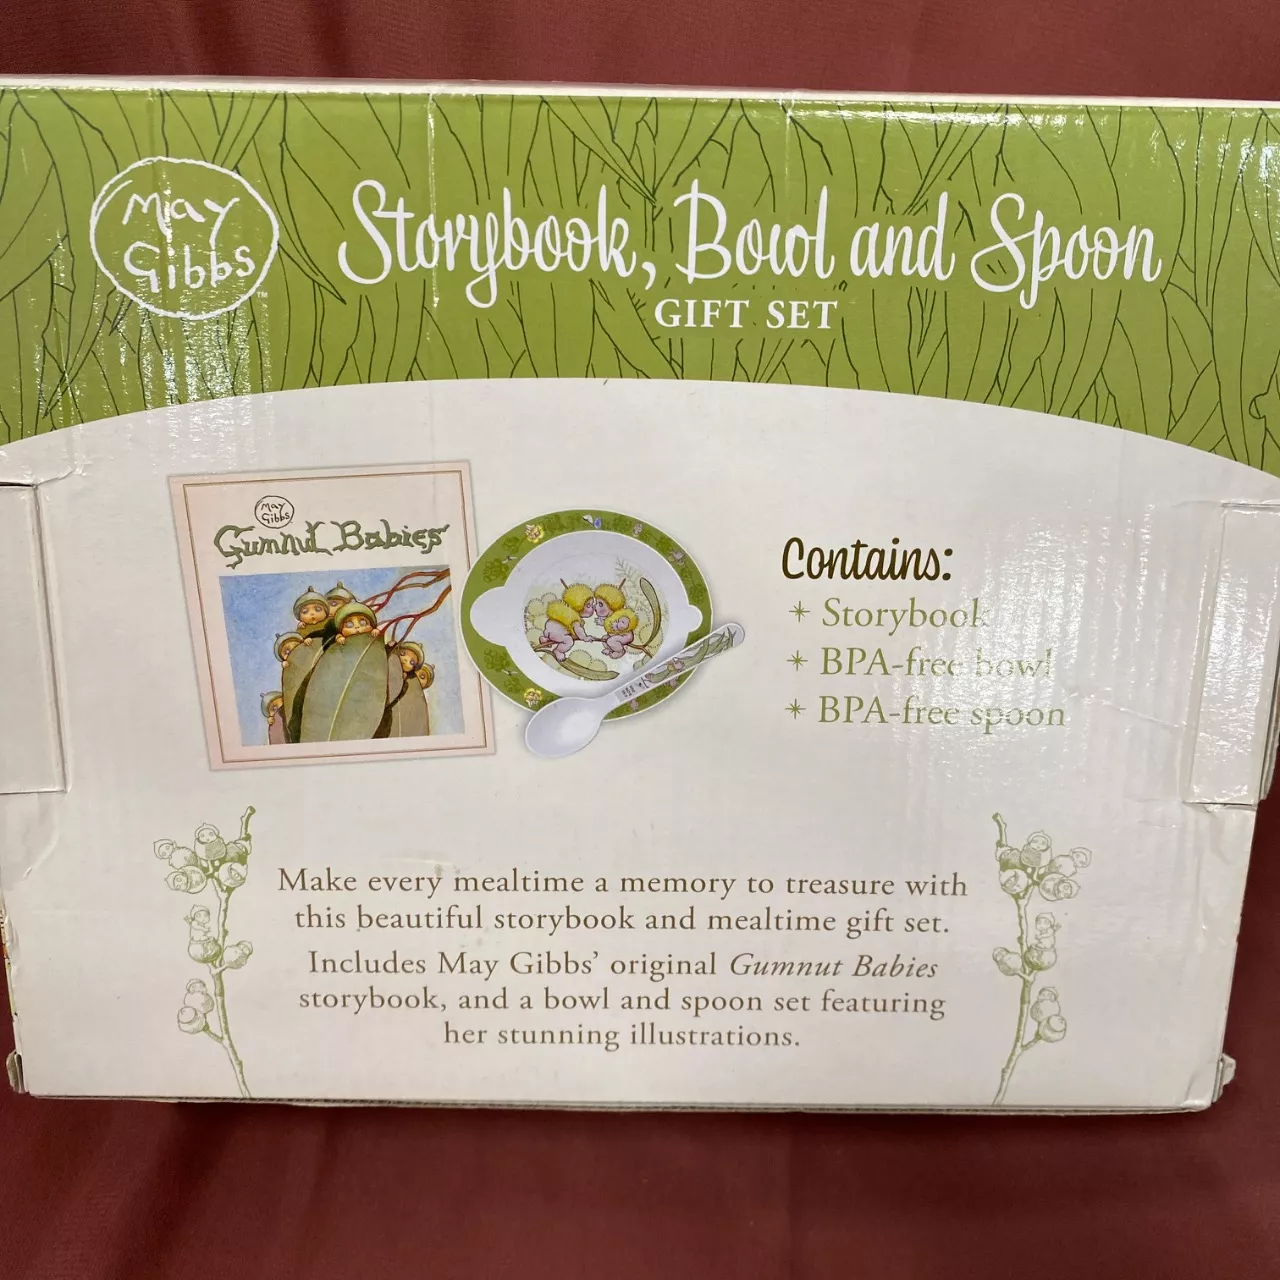 May
Gibbs™
Storybook, Bowl and Spoon
GIFT SET
May
Gibbs
Gumnut Babies
Contains:
* Storybook
* BPA-free bowl
* BPA-free spoon
Make every mealtime a memory to treasure with
this beautiful storybook and mealtime gift set.
Includes May Gibbs' original Gumnut Babies
storybook, and a bowl and spoon set featuring
her stunning illustrations.